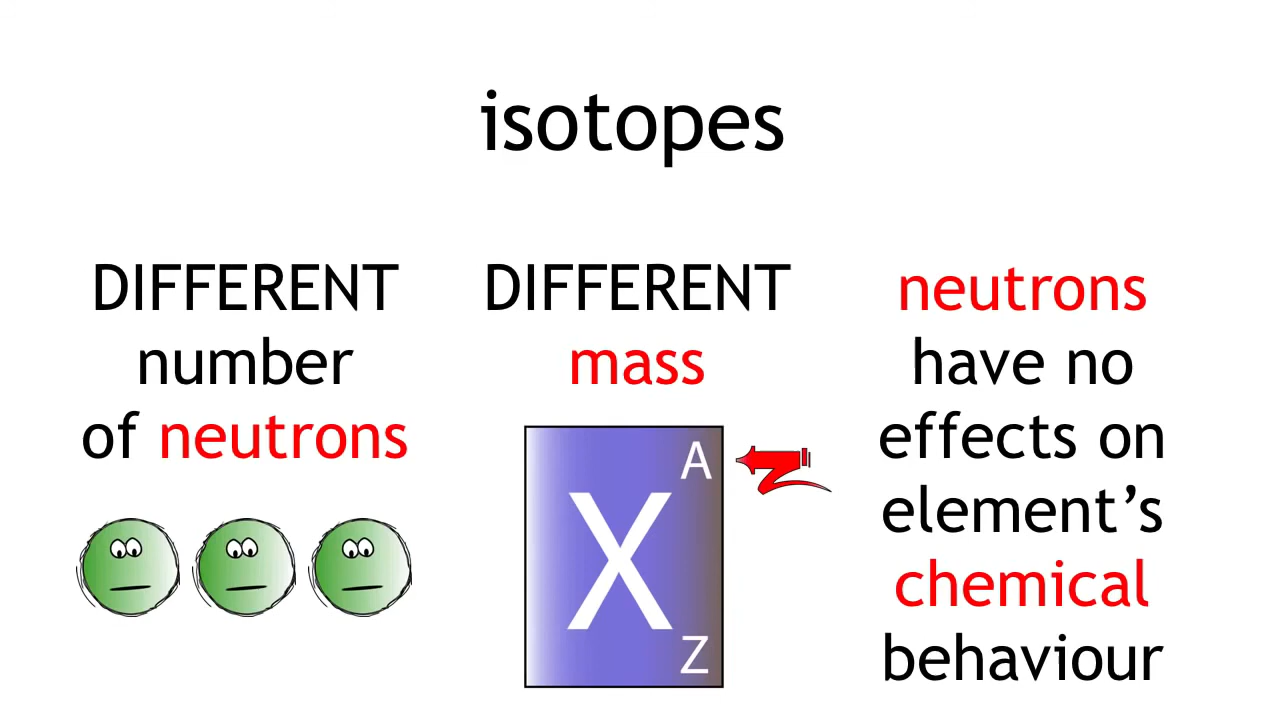 isotopes
DIFFERENT
number
of neutrons
DIFFERENT
mass
A
X
Z
neutrons
have no
effects on
element’s
chemical
behaviour